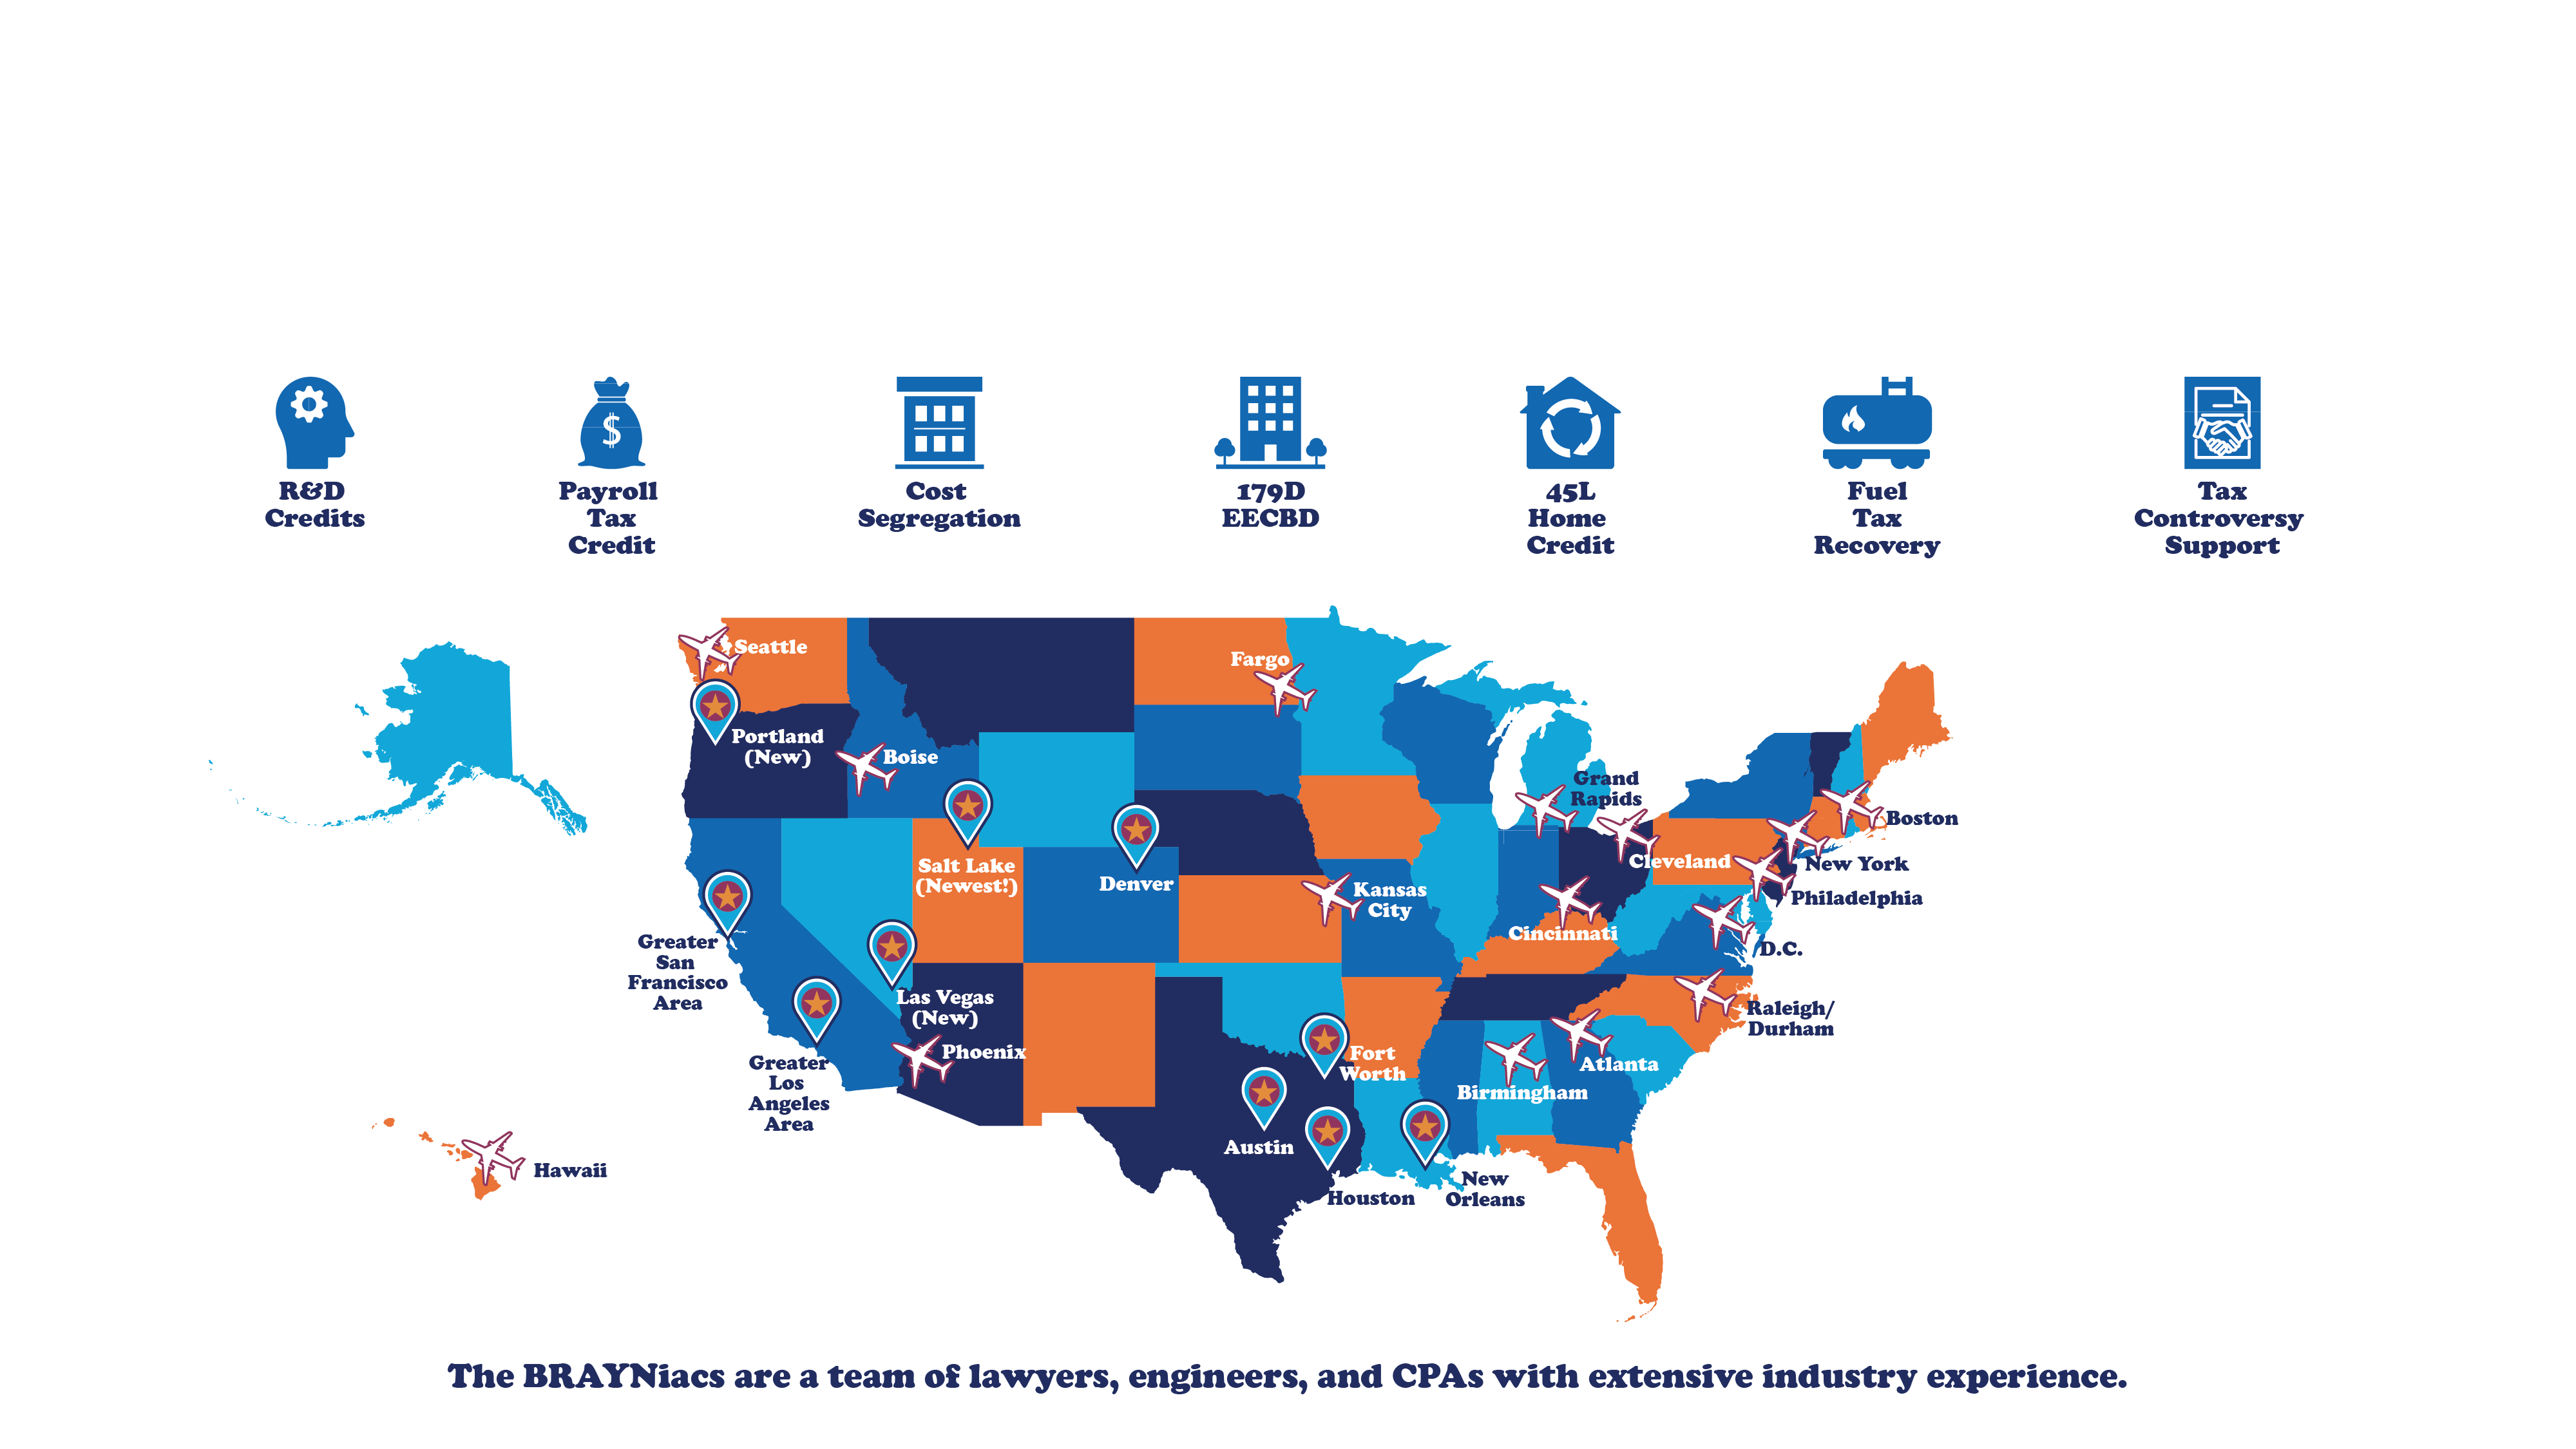 R&D
Credits
Payroll
Tax
Credit
$
Cost
Segregation
179D
EECBD
45L
Home
Credit
Fuel
Tax
Recovery
Tax
Controversy
Support
Seattle
Portland
(New)
Boise
Fargo
Grand
Rapids
Boston
Cleveland
New York
Philadelphia
Salt Lake
(Newest!)
Denver
Kansas
City
Cincinnati
D.C.
Greater
San
Francisco
Area
Las Vegas
(New)
Raleigh/
Durham
Greater
Los
Angeles
Area
Phoenix
Fort
Worth
Atlanta
Birmingham
Austin
Houston
New
Orleans
Hawaii
The BRAYNiacs are a team of lawyers, engineers, and CPAs with extensive industry experience.